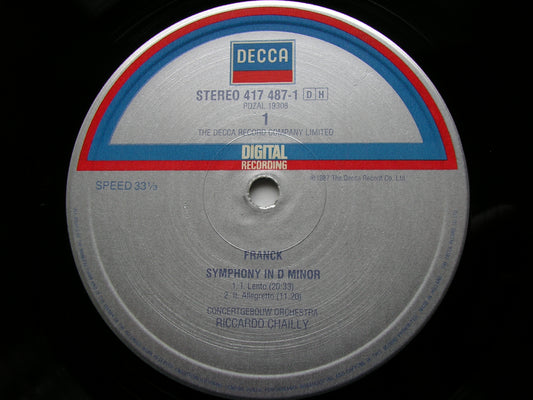 DECCA
STEREO 417 487-1 DH
PDZAL 19308
1
THE DECCA RECORD COMPANY LIMITED
DIGITAL
RECORDING
SPEED 33⅓
℗1987 The Decca Record Co. Ltd.
FRANCK
SYMPHONY IN D MINOR
1. I. Lento (20:33)
2. II. Allegretto (11.20)
CONCERTGEBOUW ORCHESTRA
RICCARDO CHAILLY